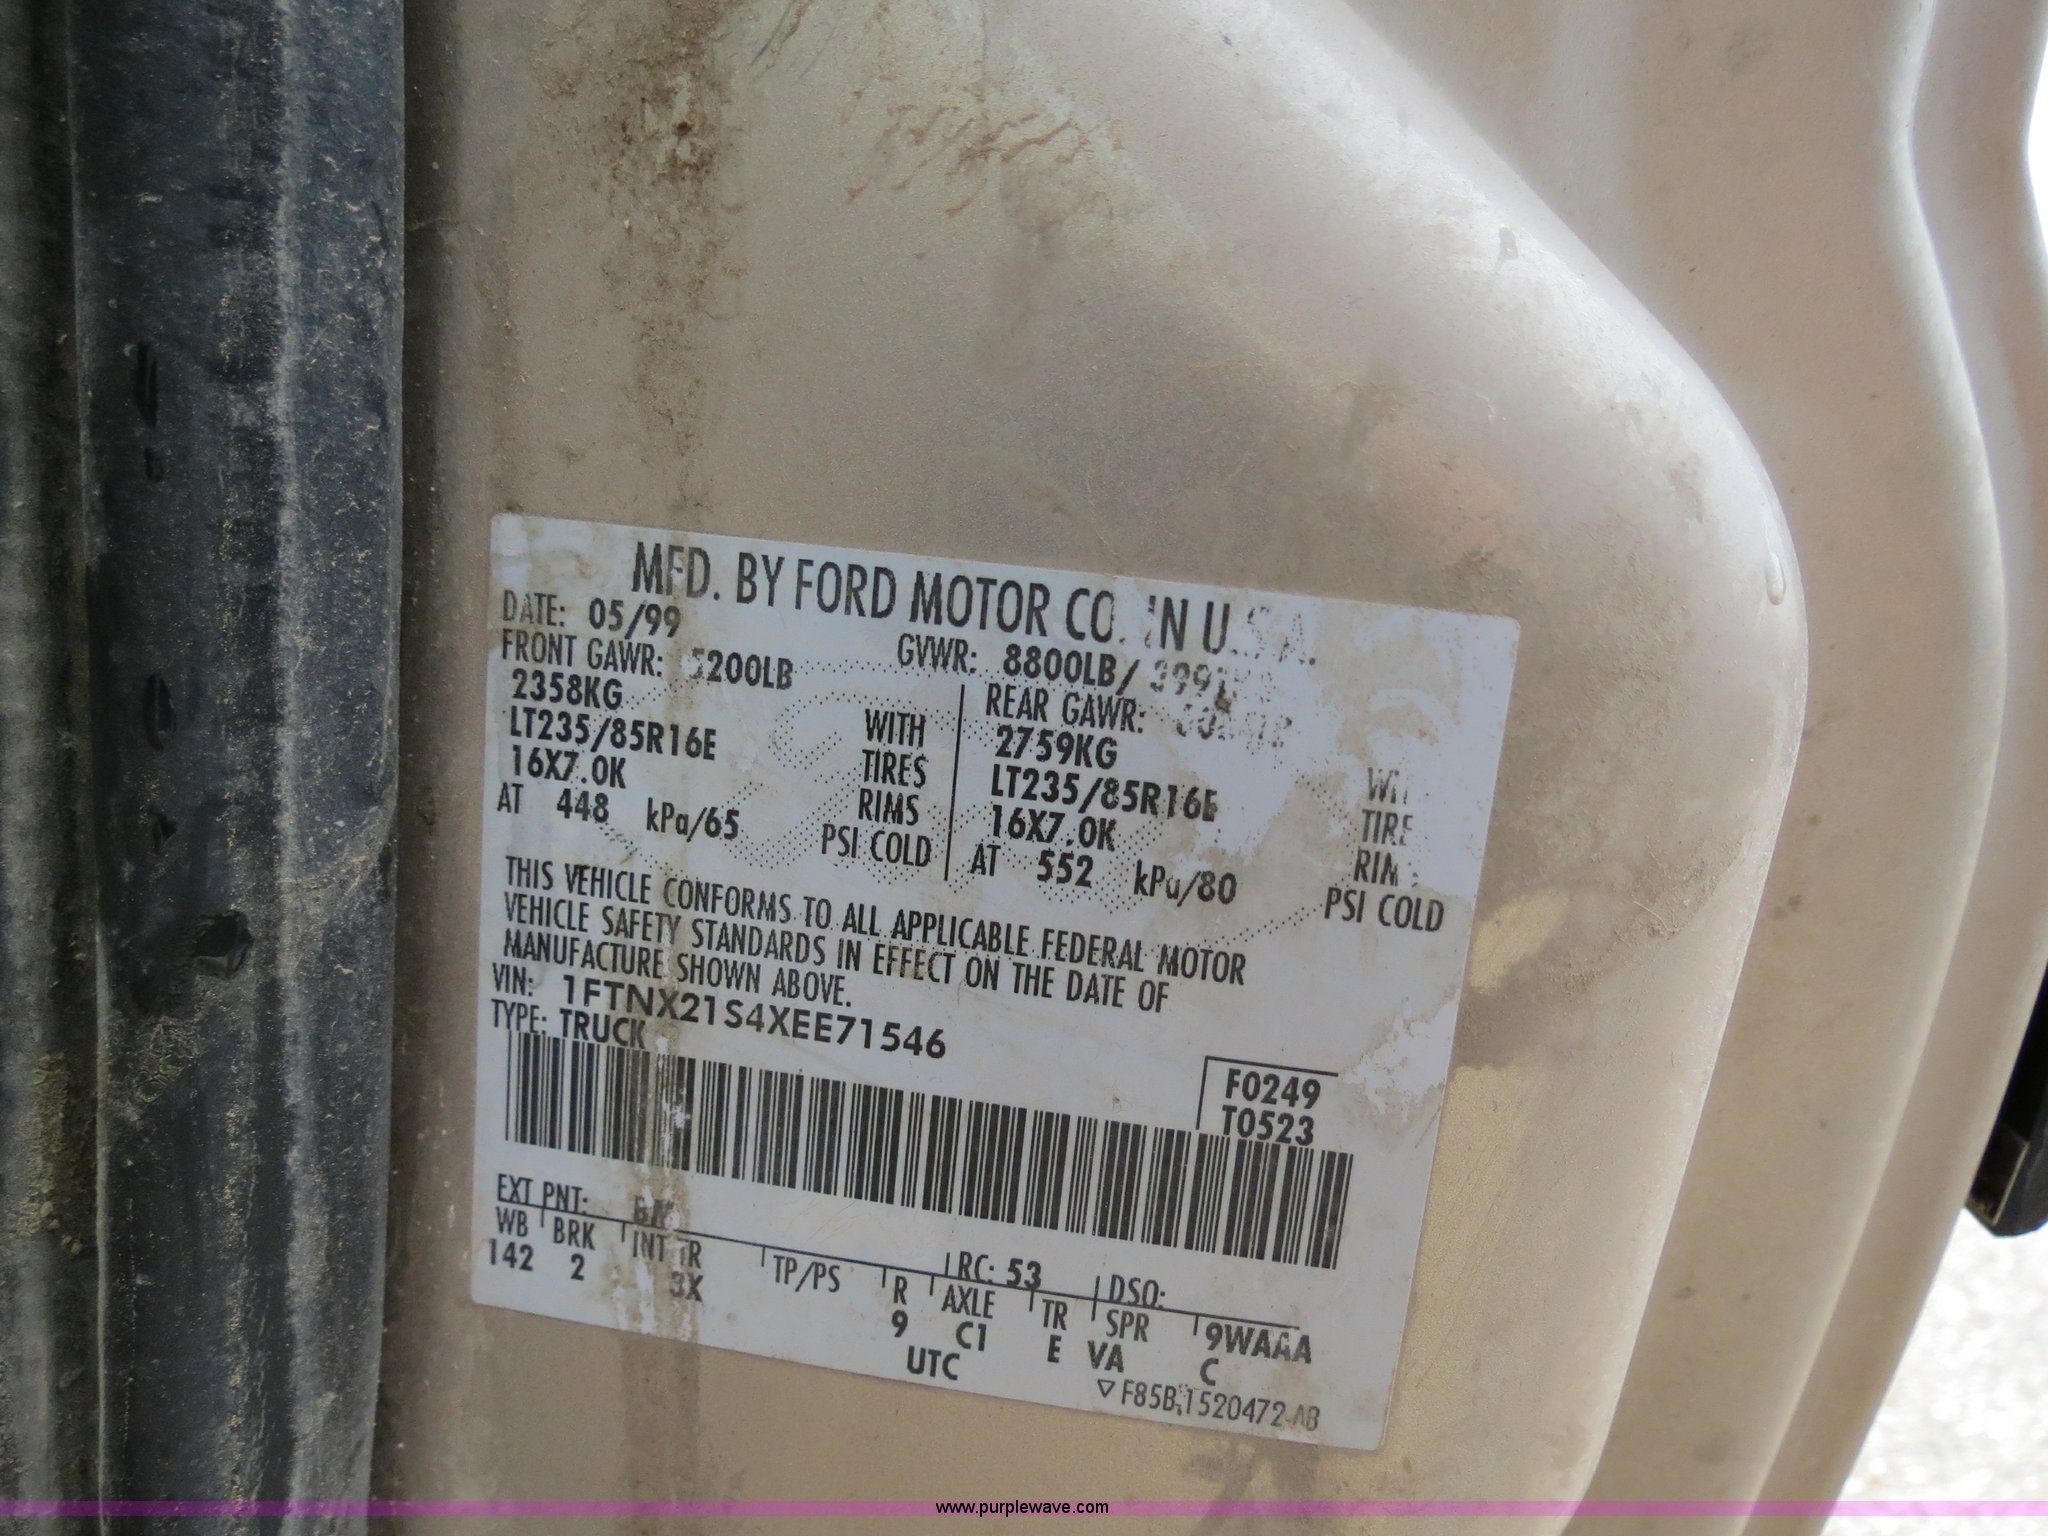 MFD. BY FORD MOTOR CO. IN U.S.A.
DATE: 05/99 GVWR: 8800LB/ 3991KG
FRONT GAWR: 5200LB REAR GAWR:
2358KG WITH 2759KG
LT235/85R16E TIRES LT235/85R16E TIRE
16X7.0K RIMS 16X7.0K RIM
AT 448 kPa/65 PSI COLD AT 552 kPa/80 PSI COLD
THIS VEHICLE CONFORMS TO ALL APPLICABLE FEDERAL MOTOR
VEHICLE SAFETY STANDARDS IN EFFECT ON THE DATE OF
MANUFACTURE SHOWN ABOVE.
VIN: 1FTNX21S4XEE71546
TYPE: TRUCK
F0249
T0523
EXT PNT: RC: 53 DSO:
WB BRK INT TR TP/PS R AXLE TR SPR 9WAAA
142 2 3X 9 C1 E VA C
UTC
▽ F85B-1520472-AB
www.purplewave.com